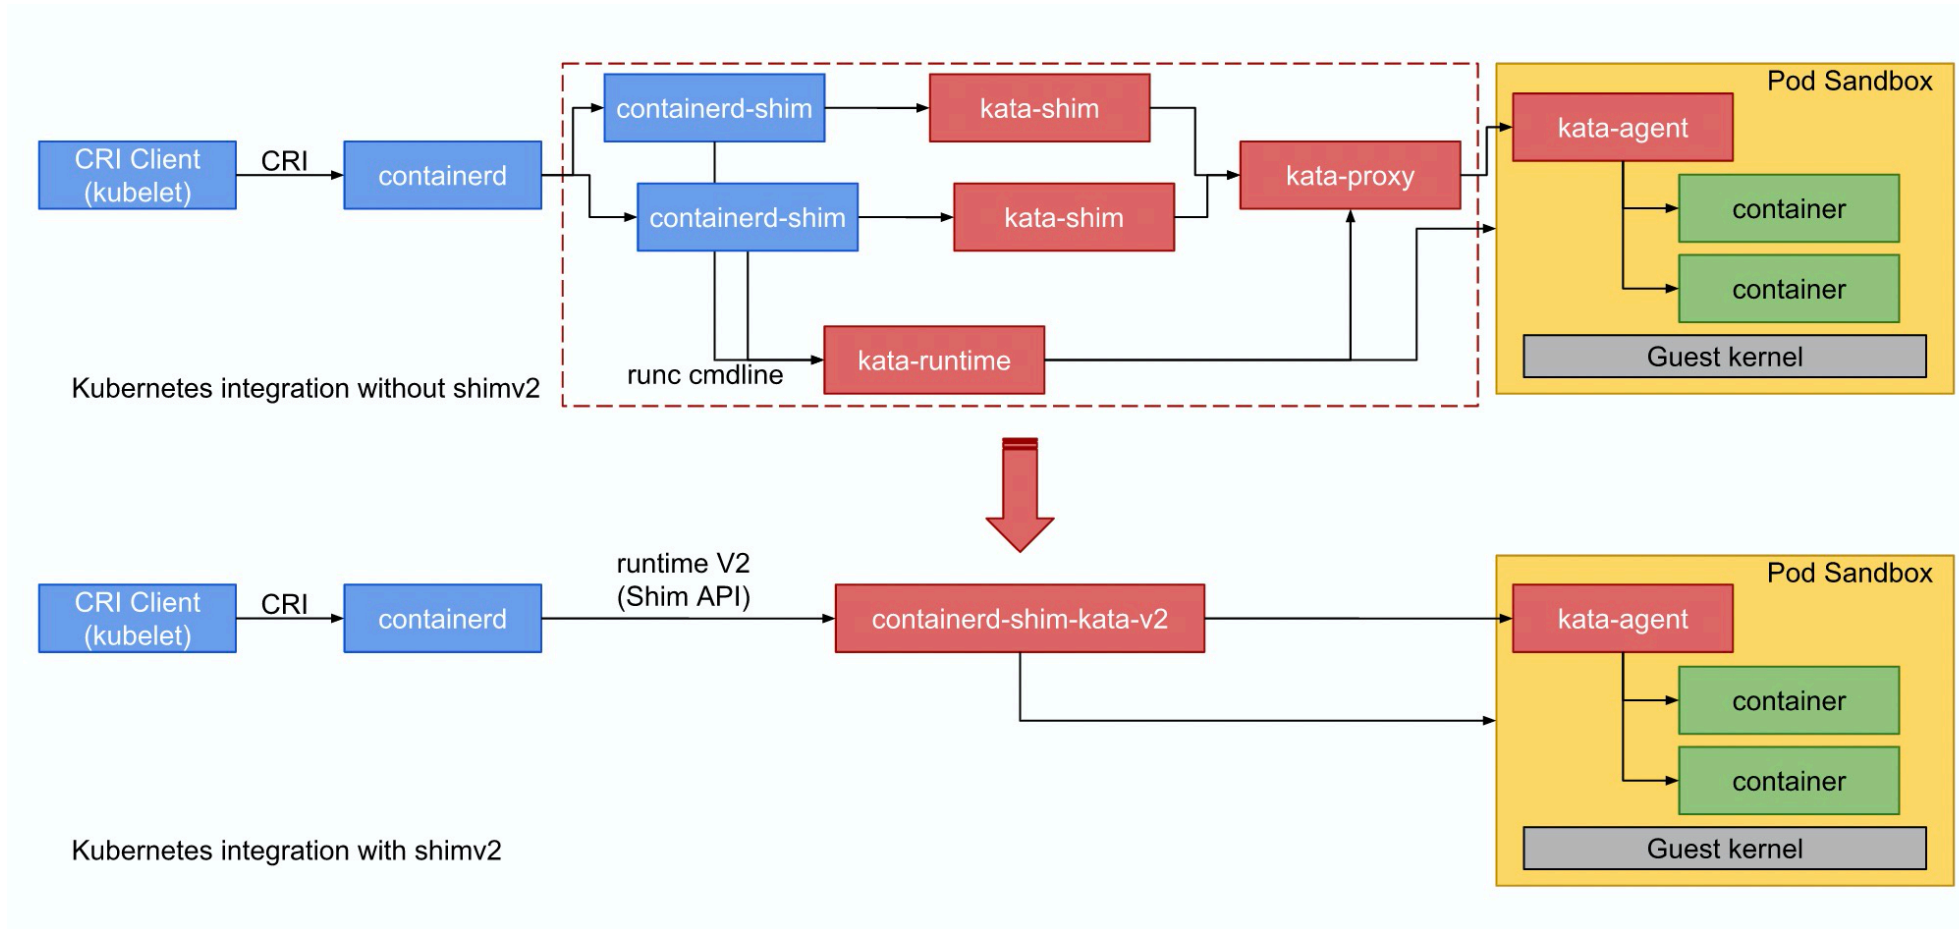 Pod Sandbox
containerd-shim
kata-shim
kata-agent
CRI Client
(kubelet)
CRI
containerd
kata-proxy
containerd-shim
kata-shim
container
container
kata-runtime
runc cmdline
Guest kernel
Kubernetes integration without shimv2
runtime V2
(Shim API)
Pod Sandbox
CRI Client
(kubelet)
CRI
containerd
containerd-shim-kata-v2
kata-agent
container
container
Kubernetes integration with shimv2
Guest kernel